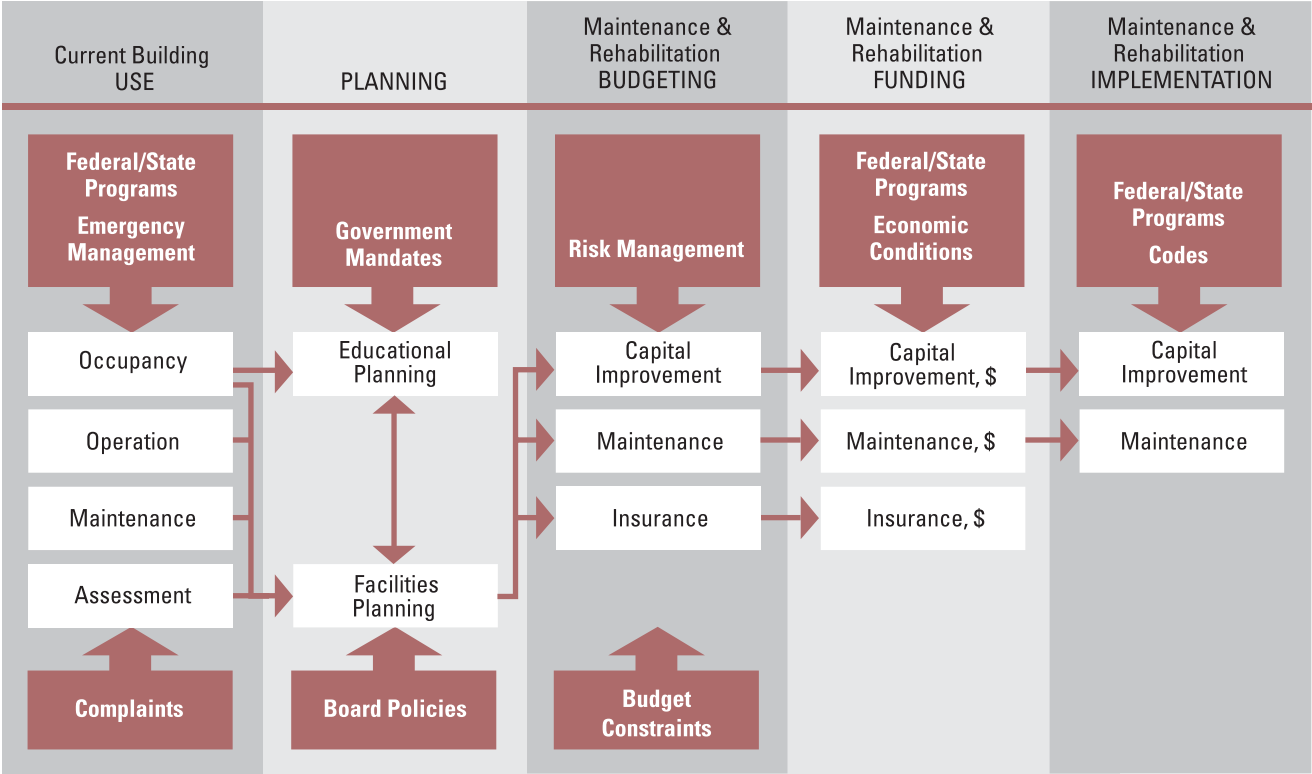 Current Building
USE
PLANNING
Maintenance &
Rehabilitation
BUDGETING
Maintenance &
Rehabilitation
FUNDING
Maintenance &
Rehabilitation
IMPLEMENTATION
Federal/State
Programs
Emergency
Management
Government
Mandates
Risk Management
Federal/State
Programs
Economic
Conditions
Federal/State
Programs
Codes
Occupancy
Educational
Planning
Capital
Improvement
Capital
Improvement, $
Capital
Improvement
Operation
Maintenance
Maintenance, $
Maintenance
Maintenance
Insurance
Insurance, $
Assessment
Facilities
Planning
Complaints
Board Policies
Budget
Constraints